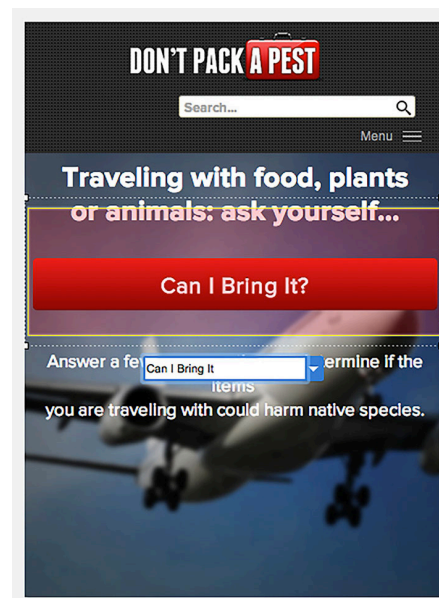 DON'T PACK A PEST
Search...
Menu
Traveling with food, plants
or animals: ask yourself...
Can I Bring It?
Answer a few
ermine if the
Can I Bring It
items
you are traveling with could harm native species.